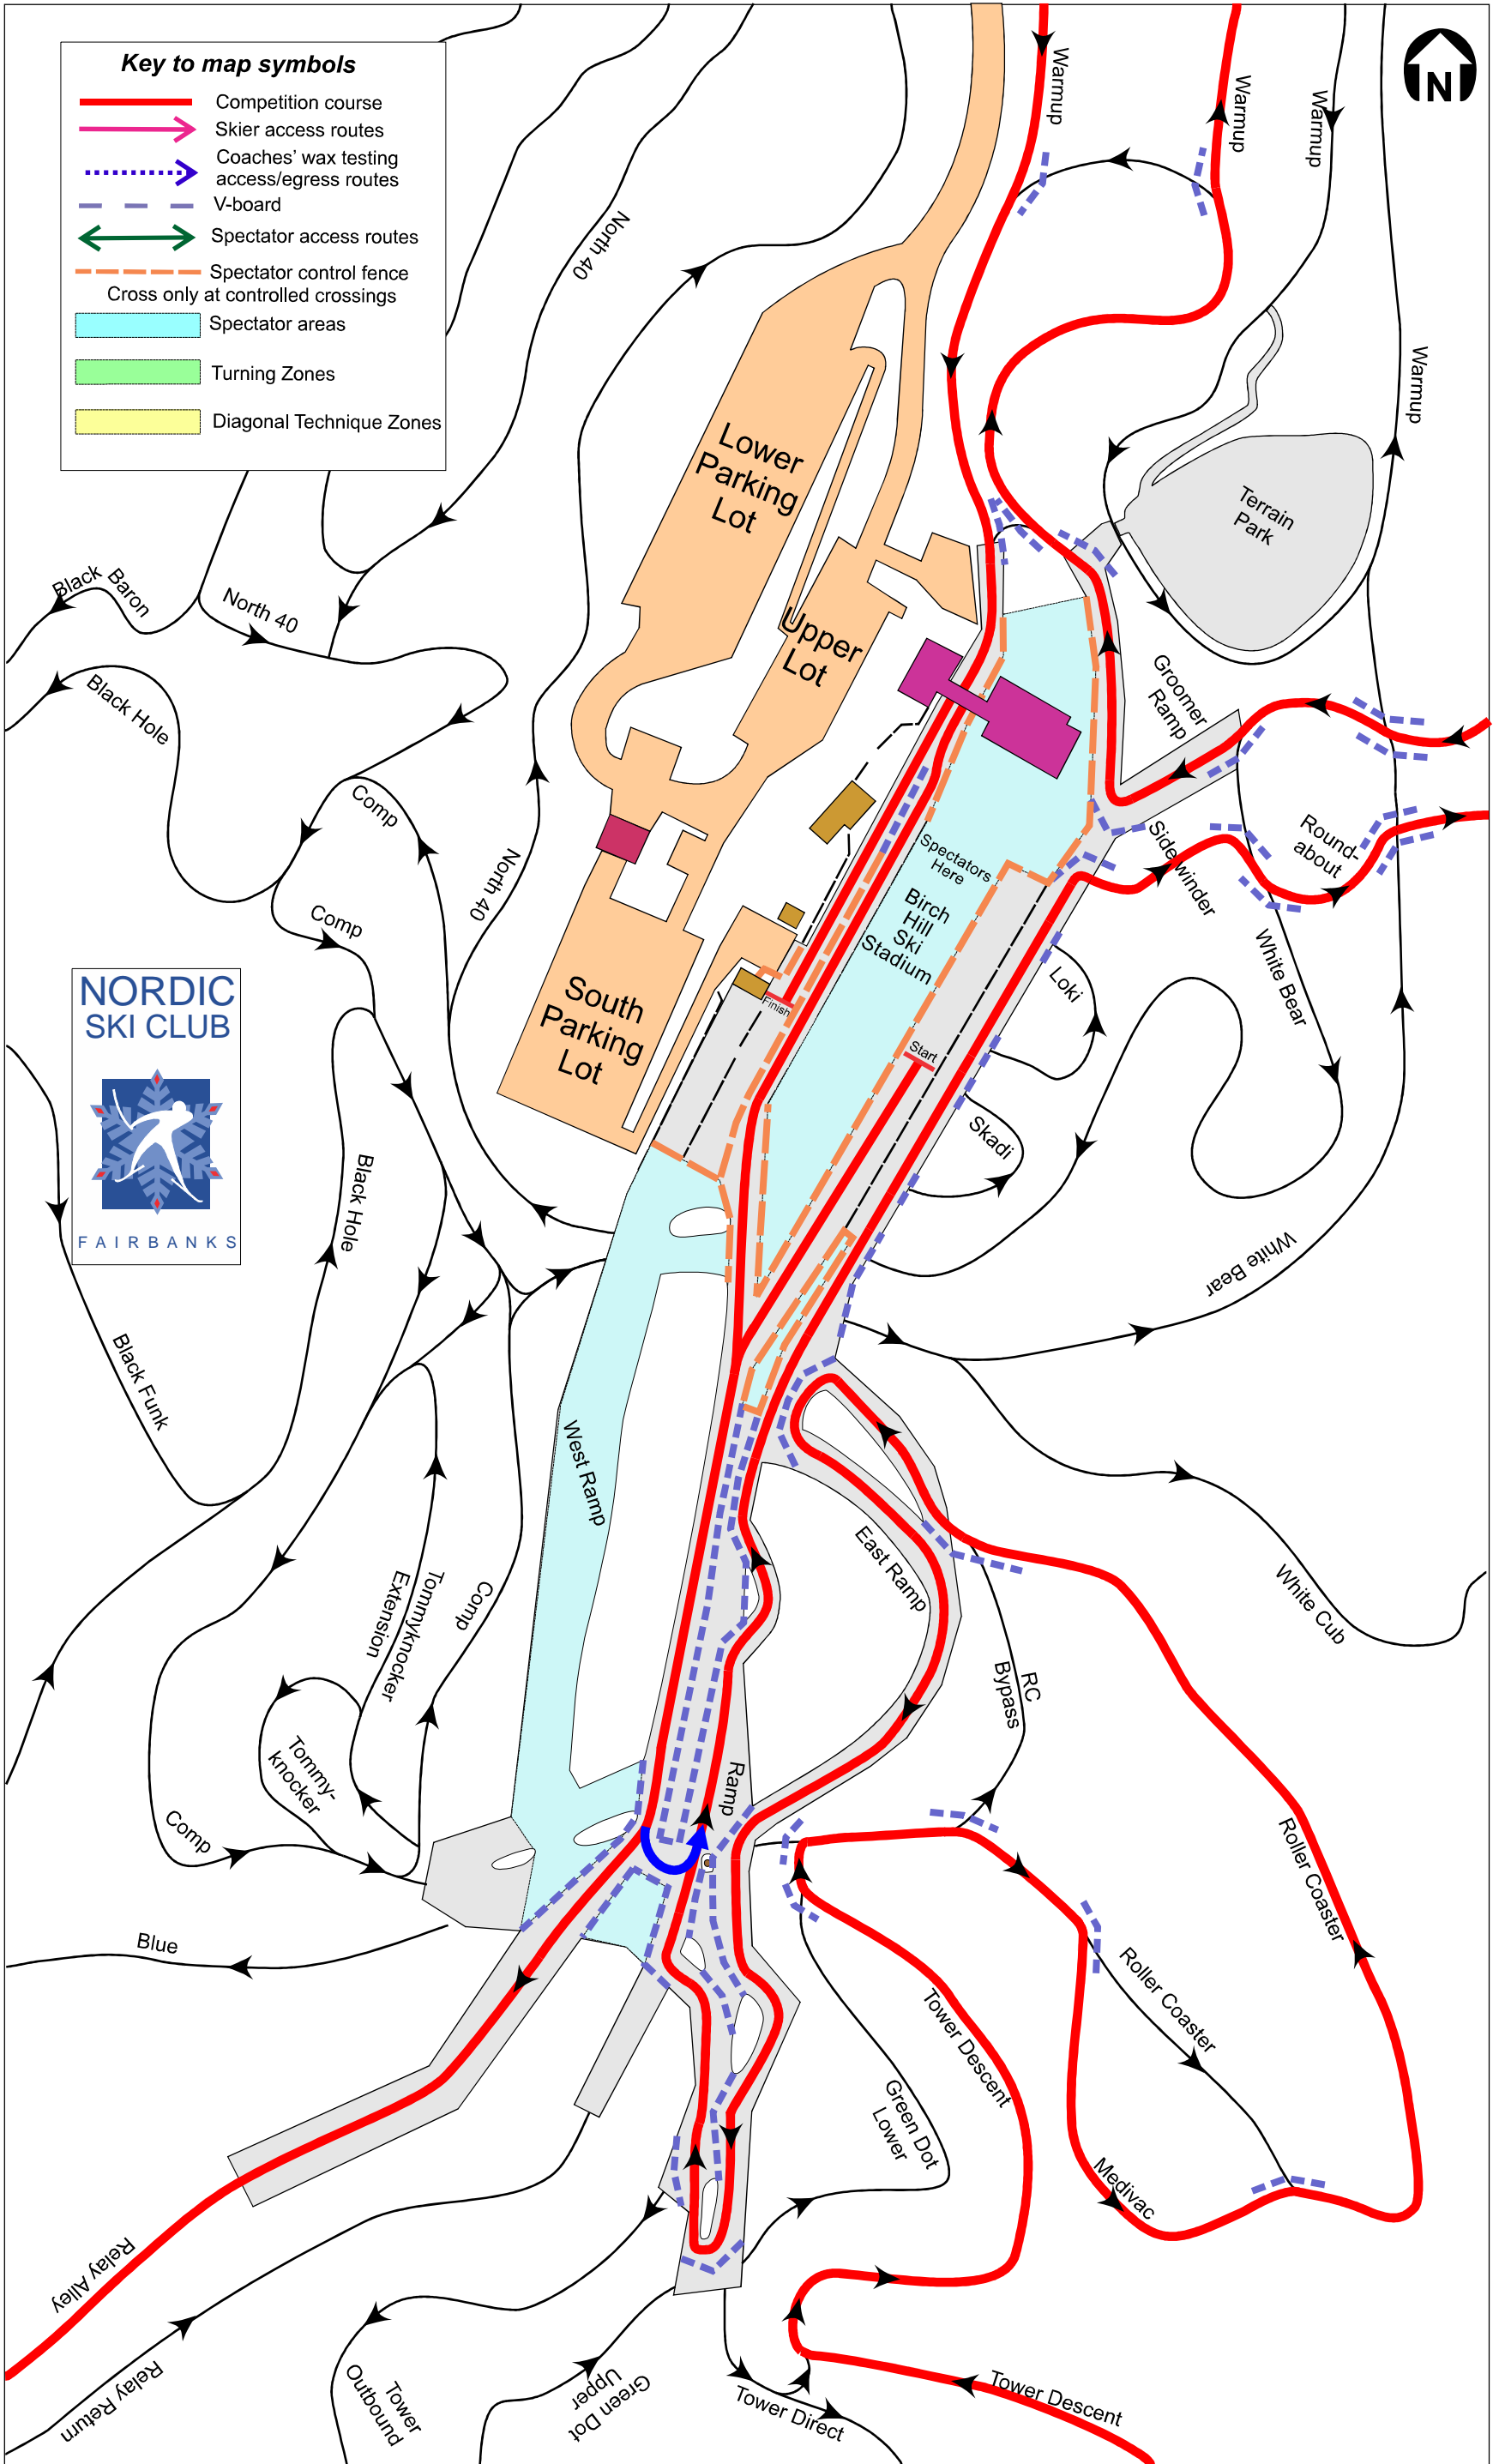 Key to map symbols
Competition course
Skier access routes
Coaches' wax testing
access/egress routes
V-board
Spectator access routes
Spectator control fence
Cross only at controlled crossings
Spectator areas
Turning Zones
Diagonal Technique Zones
N
Warmup
Warmup
Warmup
Warmup
North 40
Lower
Parking
Lot
Terrain
Park
Black Baron
North 40
Upper
Lot
Black Hole
Groomer
Ramp
Comp
Sidewinder
Round-
about
Spectators
Here
Birch
Hill
Ski
Stadium
North 40
Comp
White Bear
Loki
NORDIC
SKI CLUB
FAIRBANKS
South
Parking
Lot
Finish
Start
Skadi
Black Hole
White Bear
Black Funk
West Ramp
East Ramp
White Cub
Tommyknocker
Extension
Comp
RC
Bypass
Tommy-
knocker
Ramp
Comp
Roller Coaster
Blue
Roller Coaster
Tower Descent
Green Dot
Lower
Medivac
Relay Alley
Relay Return
Tower
Outbound
Green Dot
Upper
Tower Direct
Tower Descent